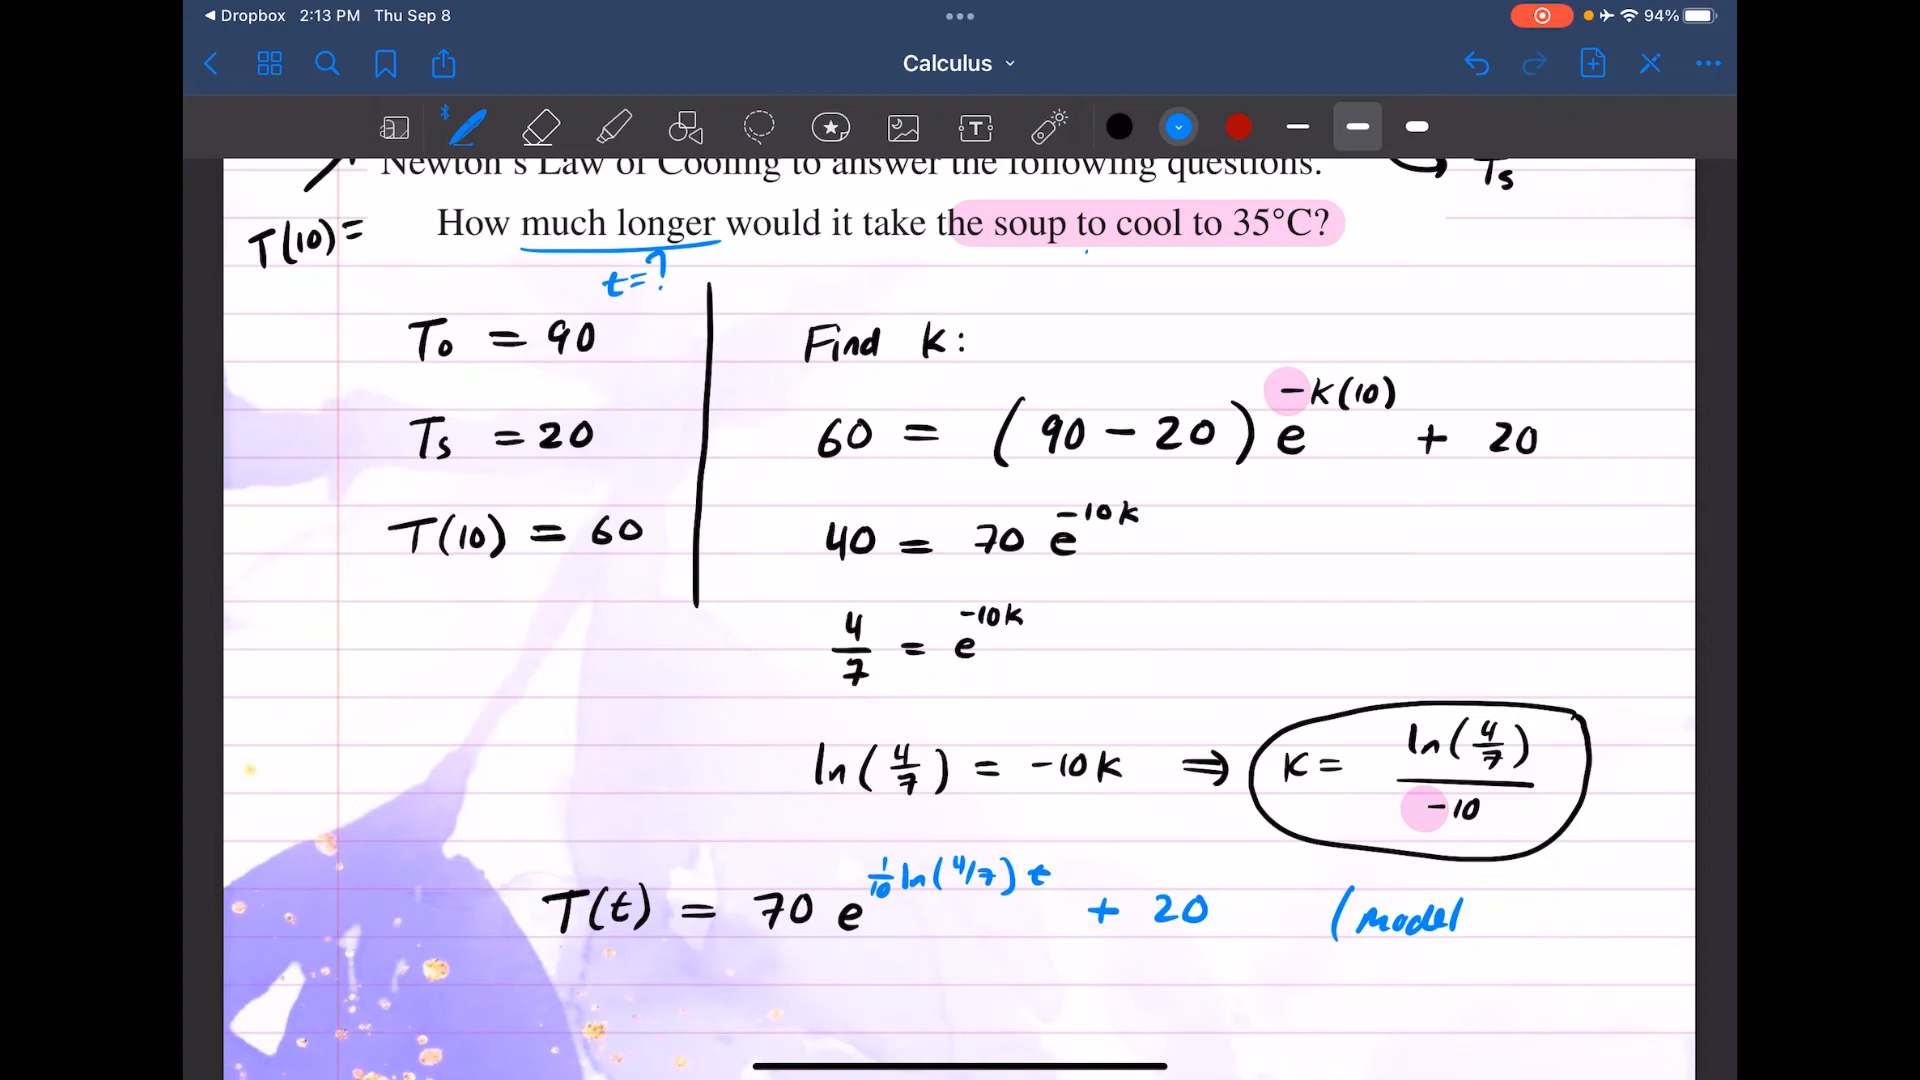 Dropbox 2:13 PM Thu Sep 8
94%
Calculus
T
Newton's Law of Cooling to answer the following questions.
Ts
How much longer would it take the soup to cool to 35°C?
T(10) =
t = ?
To = 90
Ts = 20
T(10) = 60
Find k:
60 = (90 - 20) e^-k(10) + 20
40 = 70 e^-10k
4/7 = e^-10k
ln(4/7) = -10k ⇒ k = ln(4/7)/-10
T(t) = 70 e^1/10 ln(4/7) t + 20 (model